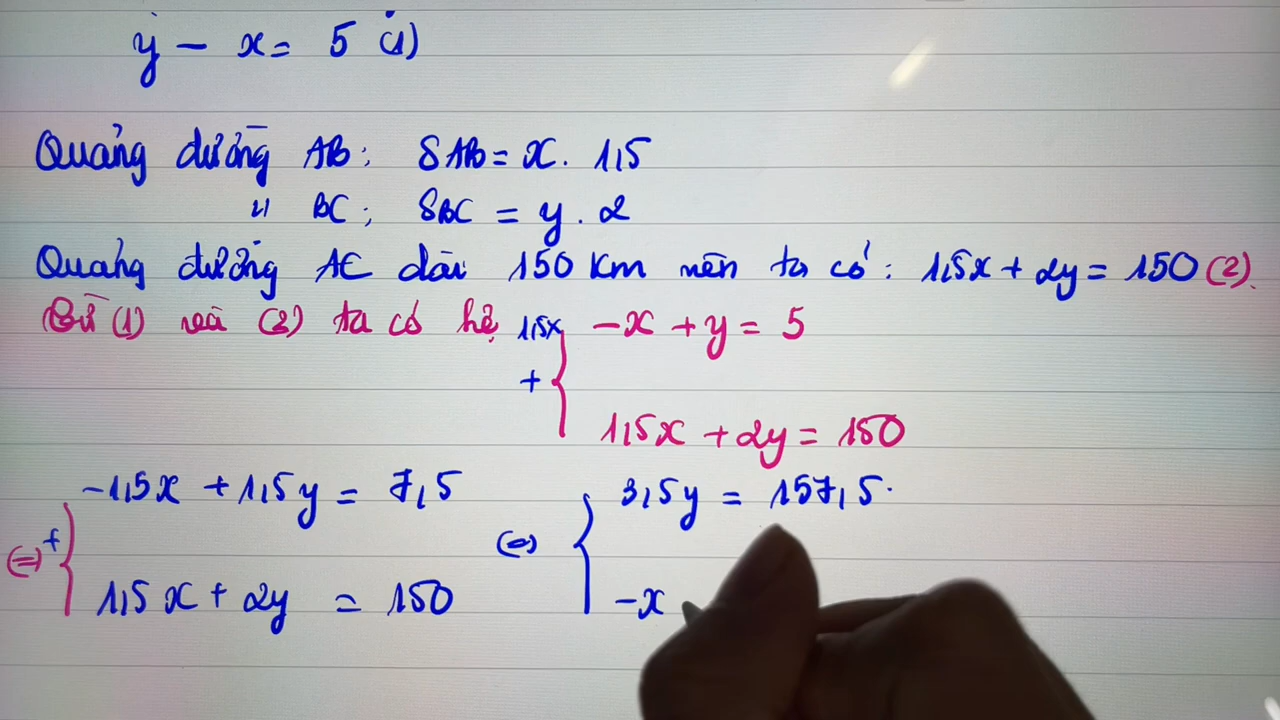 y - x = 5 (1)
Quảng đường AB: SAB = x. 1,5
" BC: SBC = y. 2
Quảng đường AC dài 150 Km nên ta có: 1,5x + 2y = 150 (2).
Từ (1) và (2) ta có hệ 1,5x -x + y = 5
+
1,5x + 2y = 150
-1,5x + 1,5y = 7,5
(=) +
1,5x + 2y = 150
3,5y = 157,5.
(=)
-x